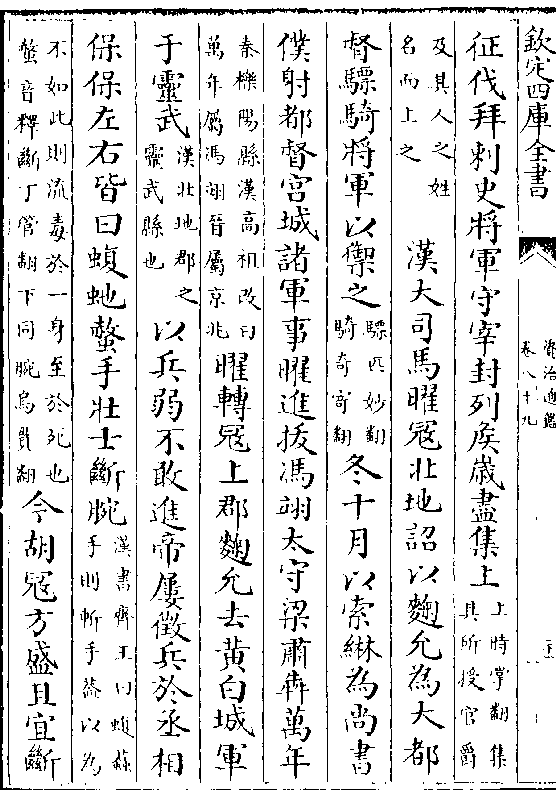 欽定四庫全書
資治通鑑
卷八十九
征伐拜刺史將軍守宰封列矦歳盡集上上時掌翻集其所授官爵
及其人之姓名而上之 漢大司馬曜寇北地詔以麴允為大都
督驃騎將軍以禦之驃匹妙翻騎奇寄翻冬十月以索綝為尚書
僕射都督宮城諸軍事曜進拔馮翊太守梁肅犇萬年
秦櫟陽縣漢高祖改曰萬年屬馮翊晉屬京兆曜轉寇上郡麴允去黄白城軍
于靈武漢北地郡之靈武縣也以兵弱不敢進帝屢徵兵於丞相
保保左右皆曰蝮虵螫手壯士斷腕漢書齊王曰蝮蠚手則斬手葢以為
不如此則流毒於一身至於死也螫音釋斷丁管翻下同腕烏貫翻今胡寇方盛且宜斷